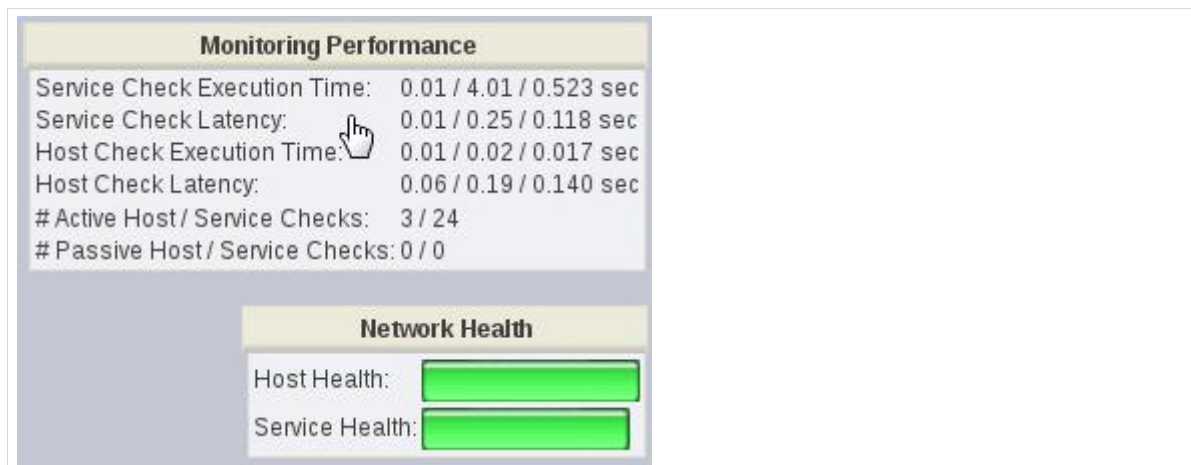 Monitoring Performance
Service Check Execution Time: 0.01 / 4.01 / 0.523 sec
Service Check Latency: 0.01 / 0.25 / 0.118 sec
Host Check Execution Time: 0.01 / 0.02 / 0.017 sec
Host Check Latency: 0.06 / 0.19 / 0.140 sec
# Active Host / Service Checks: 3 / 24
# Passive Host / Service Checks: 0 / 0
Network Health
Host Health:
Service Health: